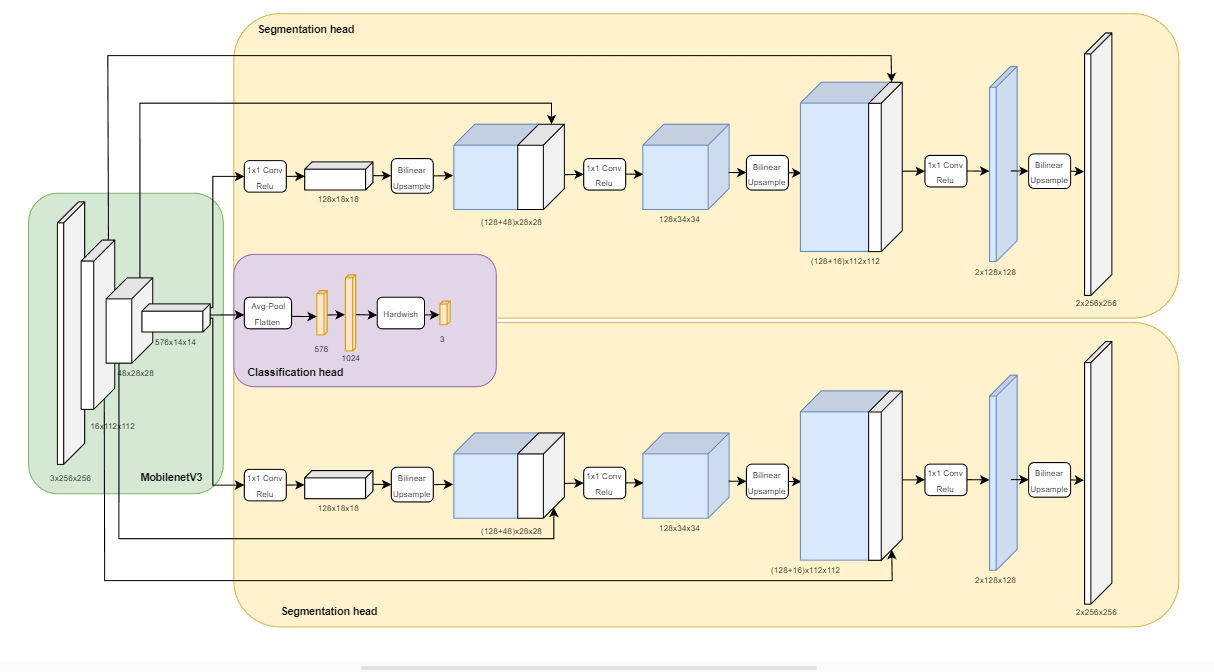 Segmentation head
1x1 Conv
Relu
128x18x18
Bilinear
Upsample
(128+48)x28x28
1x1 Conv
Relu
128x34x34
Bilinear
Upsample
(128+16)x112x112
1x1 Conv
Relu
2x128x128
Bilinear
Upsample
2x256x256
3x256x256
16x112x112
48x28x28
576x14x14
MobilenetV3
Avg-Pool
Flatten
576
1024
Hardwish
3
Classification head
1x1 Conv
Relu
128x18x18
Bilinear
Upsample
(128+48)x28x28
1x1 Conv
Relu
128x34x34
Bilinear
Upsample
(128+16)x112x112
1x1 Conv
Relu
2x128x128
Bilinear
Upsample
2x256x256
Segmentation head